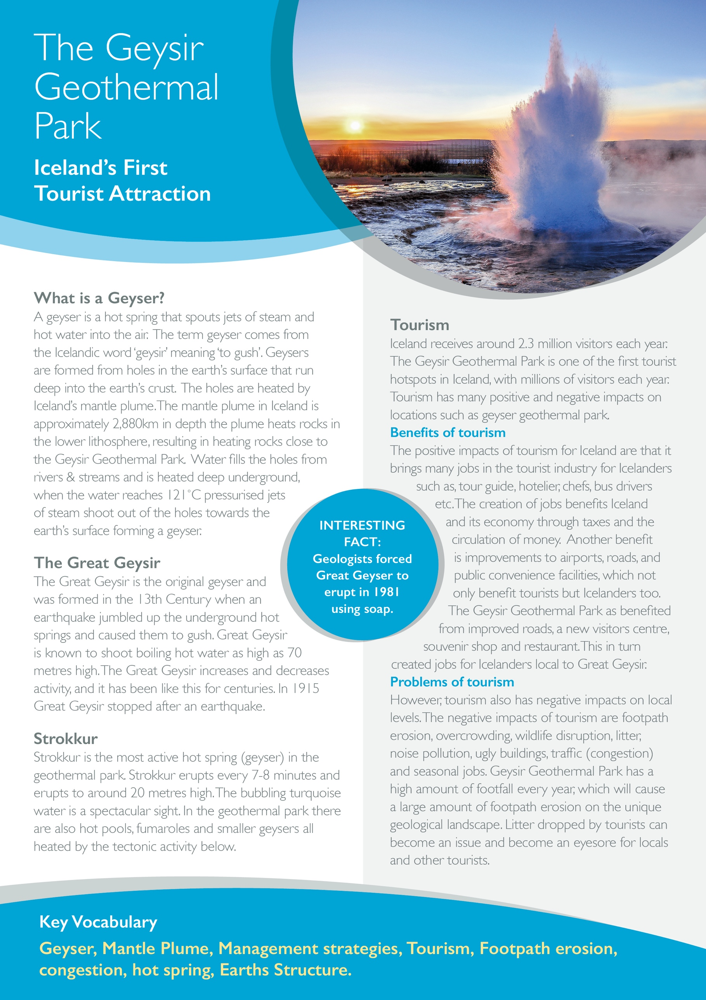 The Geysir
Geothermal
Park
Iceland's First
Tourist Attraction
What is a Geyser?
A geyser is a hot spring that spouts jets of steam and
hot water into the air. The term geyser comes from
the Icelandic word 'geysir' meaning 'to gush'. Geysers
are formed from holes in the earth's surface that run
deep into the earth's crust. The holes are heated by
Iceland's mantle plume. The mantle plume in Iceland is
approximately 2,880km in depth the plume heats rocks in
the lower lithosphere, resulting in heating rocks close to
the Geysir Geothermal Park. Water fills the holes from
rivers & streams and is heated deep underground,
when the water reaches 121°C pressurised jets
of steam shoot out of the holes towards the
earth's surface forming a geyser.
The Great Geysir
The Great Geysir is the original geyser and
was formed in the 13th Century when an
earthquake jumbled up the underground hot
springs and caused them to gush. Great Geysir
is known to shoot boiling hot water as high as 70
metres high. The Great Geysir increases and decreases
activity, and it has been like this for centuries. In 1915
Great Geysir stopped after an earthquake.
Strokkur
Strokkur is the most active hot spring (geyser) in the
geothermal park. Strokkur erupts every 7-8 minutes and
erupts to around 20 metres high. The bubbling turquoise
water is a spectacular sight. In the geothermal park there
are also hot pools, fumaroles and smaller geysers all
heated by the tectonic activity below.
INTERESTING
FACT:
Geologists forced
Great Geyser to
erupt in 1981
using soap.
Tourism
Iceland receives around 2.3 million visitors each year.
The Geysir Geothermal Park is one of the first tourist
hotspots in Iceland, with millions of visitors each year.
Tourism has many positive and negative impacts on
locations such as geyser geothermal park.
Benefits of tourism
The positive impacts of tourism for Iceland are that it
brings many jobs in the tourist industry for Icelanders
such as, tour guide, hotelier, chefs, bus drivers
etc. The creation of jobs benefits Iceland
and its economy through taxes and the
circulation of money. Another benefit
is improvements to airports, roads, and
public convenience facilities, which not
only benefit tourists but Icelanders too.
The Geysir Geothermal Park as benefited
from improved roads, a new visitors centre,
souvenir shop and restaurant. This in turn
created jobs for Icelanders local to Great Geysir.
Problems of tourism
However, tourism also has negative impacts on local
levels. The negative impacts of tourism are footpath
erosion, overcrowding, wildlife disruption, litter,
noise pollution, ugly buildings, traffic (congestion)
and seasonal jobs. Geysir Geothermal Park has a
high amount of footfall every year, which will cause
a large amount of footpath erosion on the unique
geological landscape. Litter dropped by tourists can
become an issue and become an eyesore for locals
and other tourists.
Key Vocabulary
Geyser, Mantle Plume, Management strategies, Tourism, Footpath erosion,
congestion, hot spring, Earths Structure.